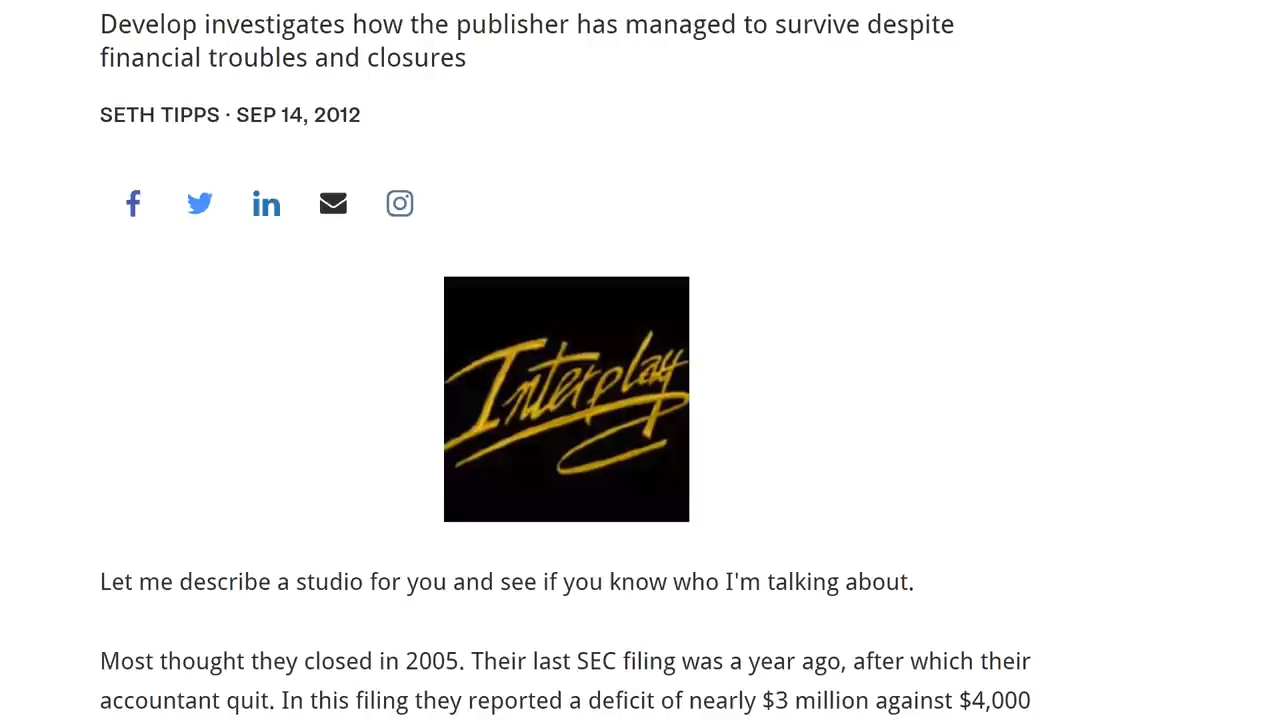 Develop investigates how the publisher has managed to survive despite
financial troubles and closures
SETH TIPPS · SEP 14, 2012
Interplay
Let me describe a studio for you and see if you know who I'm talking about.
Most thought they closed in 2005. Their last SEC filing was a year ago, after which their
accountant quit. In this filing they reported a deficit of nearly $3 million against $4,000